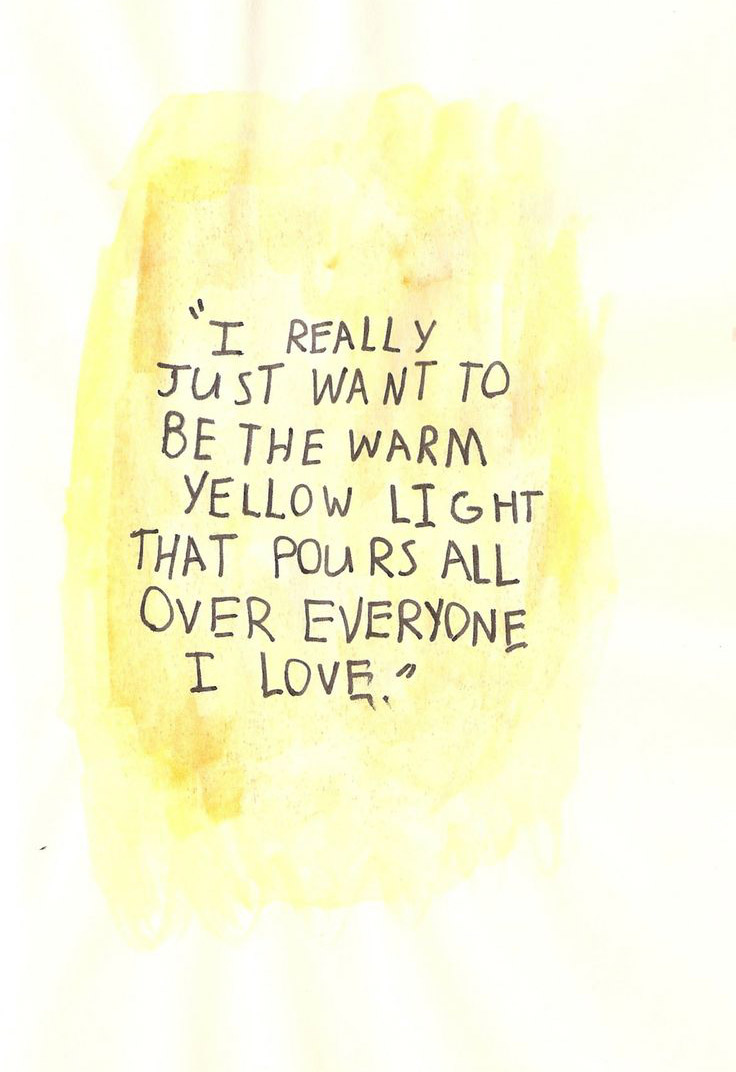 "I REALLY
JUST WANT TO
BE THE WARM
YELLOW LIGHT
THAT POURS ALL
OVER EVERYONE
I LOVE."